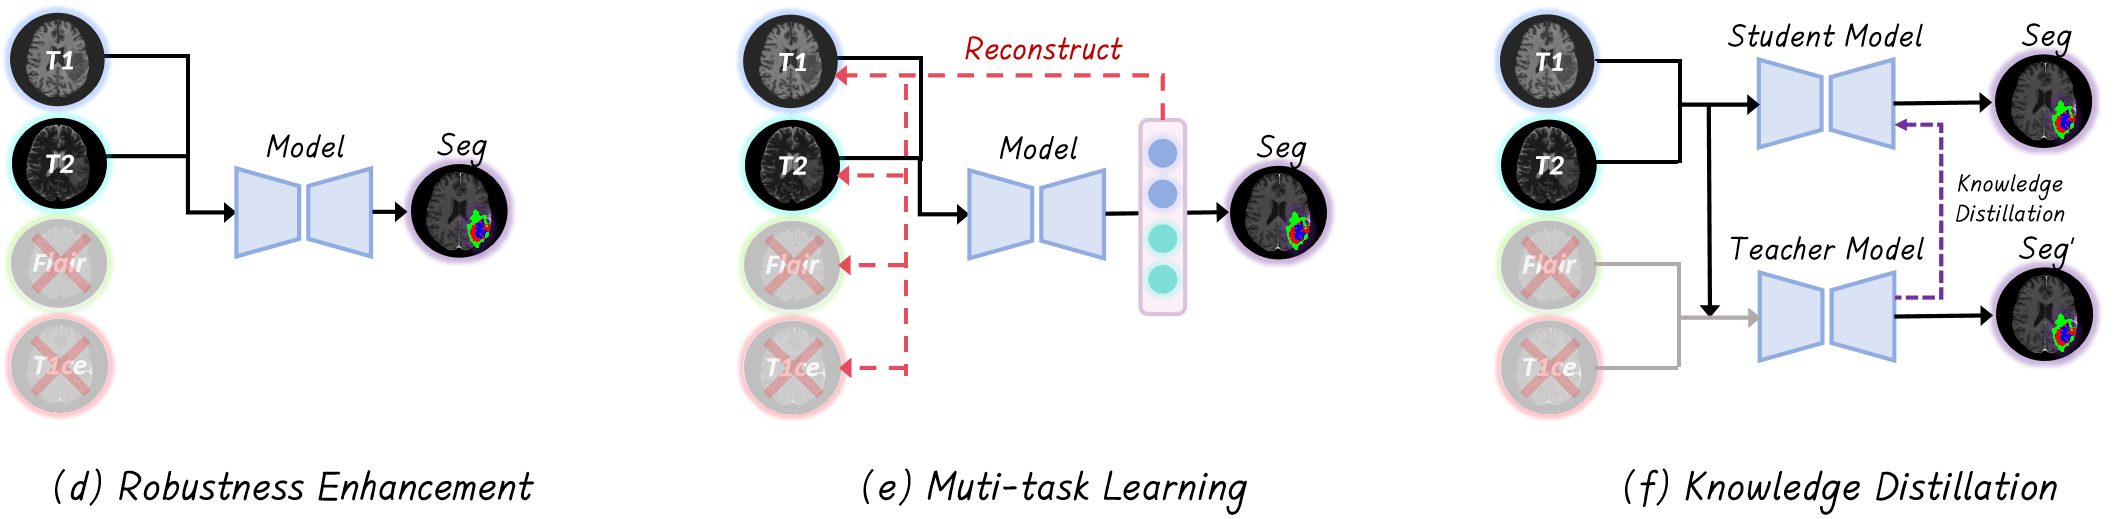 T1
T2
Flair
T1ce
Model
Seg
(d) Robustness Enhancement
T1
T2
Flair
T1ce
Reconstruct
Model
Seg
(e) Muti-task Learning
T1
T2
Flair
T1ce
Student Model
Seg
Knowledge
Distillation
Teacher Model
Seg'
(f) Knowledge Distillation